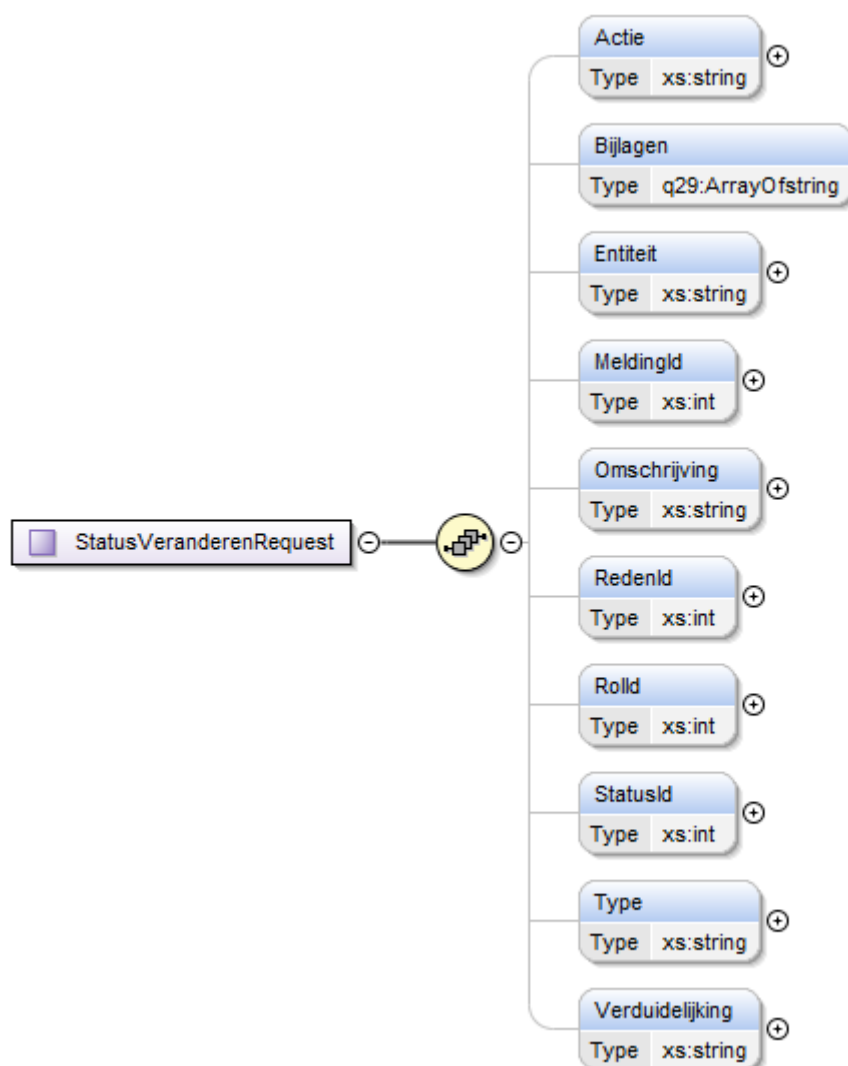 Actie
Type xs:string
Bijlagen
Type q29:ArrayOfstring
Entiteit
Type xs:string
MeldingId
Type xs:int
Omschrijving
Type xs:string
StatusVeranderenRequest
RedenId
Type xs:int
RolId
Type xs:int
StatusId
Type xs:int
Type
Type xs:string
Verduidelijking
Type xs:string